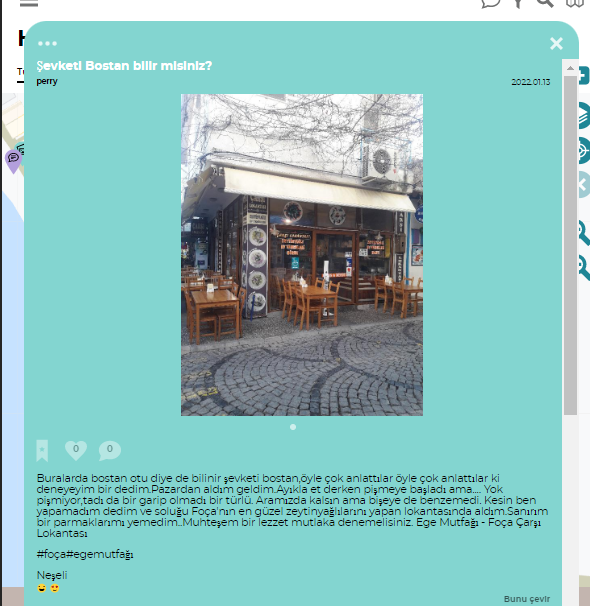 Şevketi Bostan bilir misiniz?
perry
2022.01.13
0 0
Buralarda bostan otu diye de bilinir şevketi bostan,öyle çok anlattılar öyle çok anlattılar ki
deneyeyim bir dedim.Pazardan aldım geldim.Ayıkla et derken pişmeye başladı ama.... Yok
pişmiyor,tadı da bir garip olmadı bir türlü. Aramızda kalsın ama bişeye de benzemedi. Kesin ben
yapamadım dedim ve soluğu Foça'nın en güzel zeytinyağlılarını yapan lokantasında aldım.Sanırım
bir parmaklarımı yemedim..Muhteşem bir lezzet mutlaka denemelisiniz. Ege Mutfağı - Foça Çarşı
Lokantası
#foça#egemutfağı
Neşeli
😀 😍
Bunu çevir